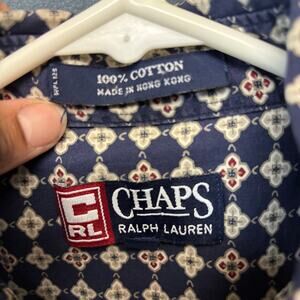 100% COTTON
MADE IN HONG KONG
C
RL
CHAPS
RALPH LAUREN